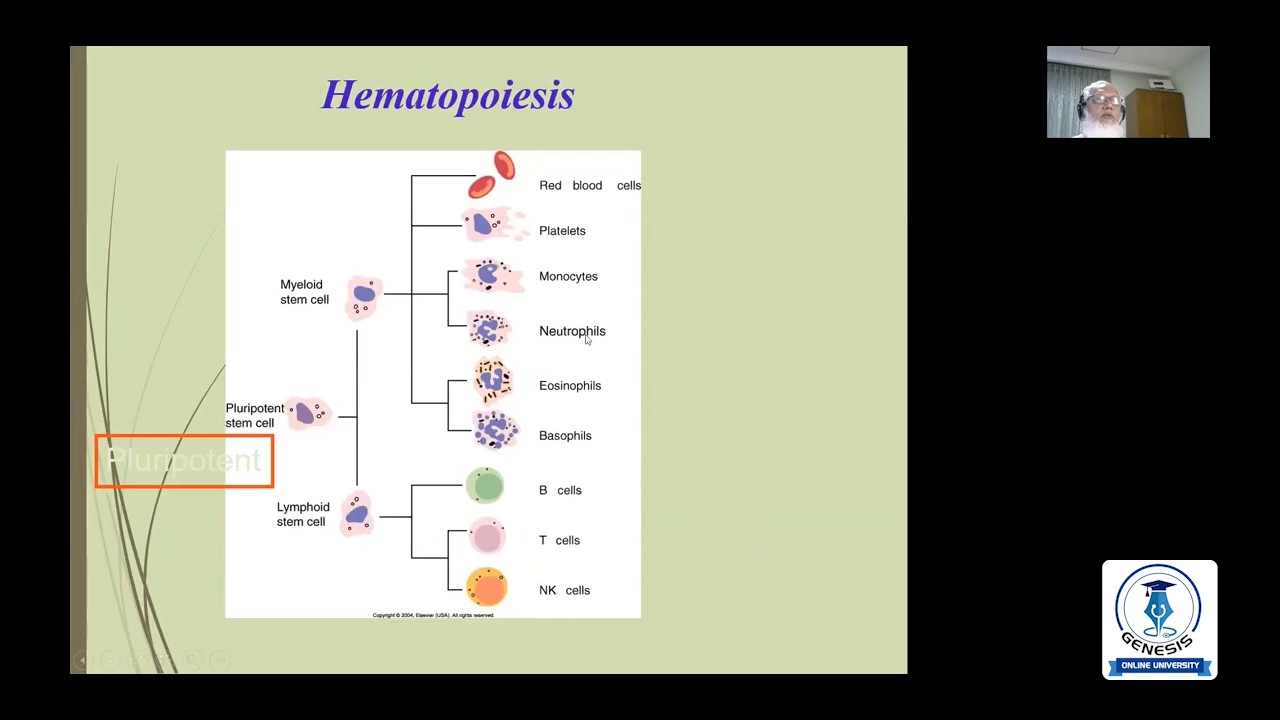 Hematopoiesis
Red blood cells
Platelets
Myeloid
stem cell
Monocytes
Neutrophils
Eosinophils
Pluripotent
stem cell
Basophils
Pluripotent
B cells
Lymphoid
stem cell
T cells
NK cells
Copyright © 2004, Elsevier (USA). All rights reserved.
GENESIS
ONLINE UNIVERSITY